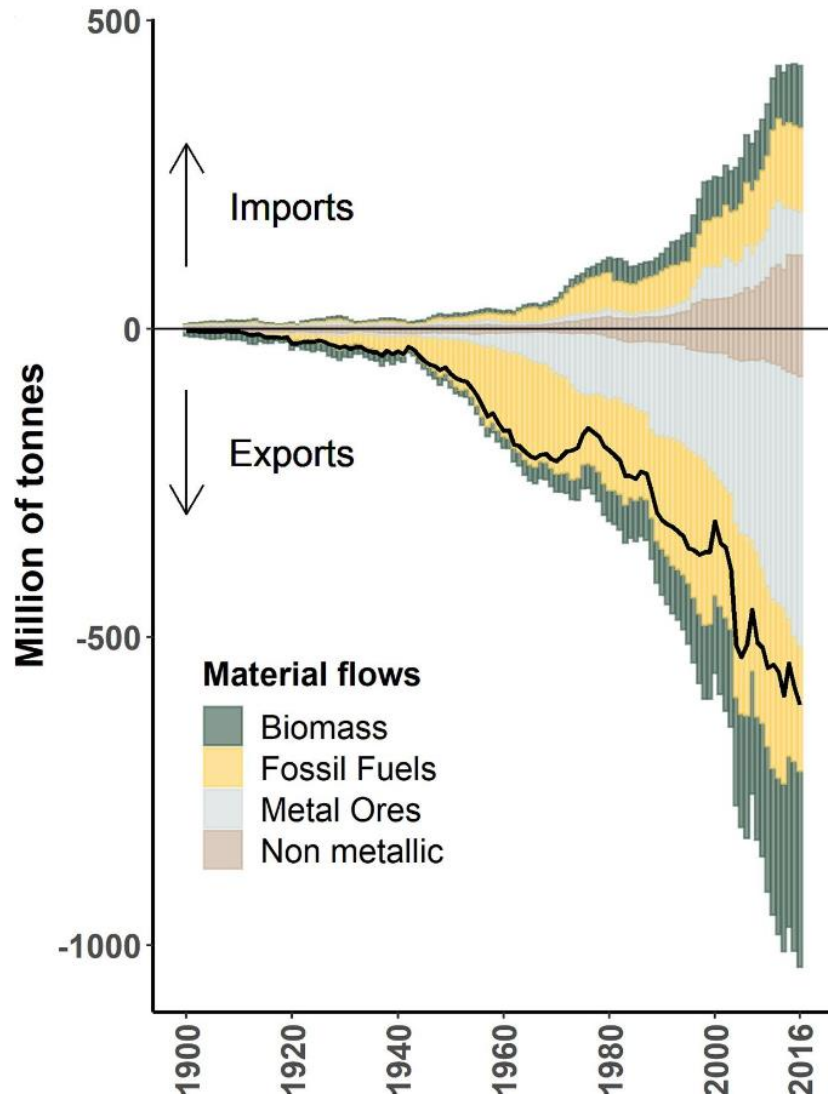 500
Imports
0
Exports
Million of tonnes
-500
Material flows
Biomass
Fossil Fuels
Metal Ores
Non metallic
-1000
1900
1920
1940
1960
1980
2000
2016